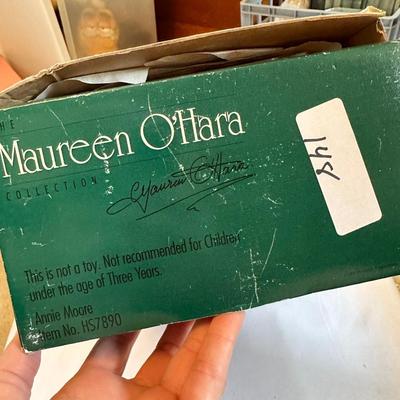 THE
Maureen O'Hara
COLLECTION
Maureen O'Hara
148
This is not a toy. Not recommended for Children
under the age of Three Years.
Annie Moore
Item No. HS7890